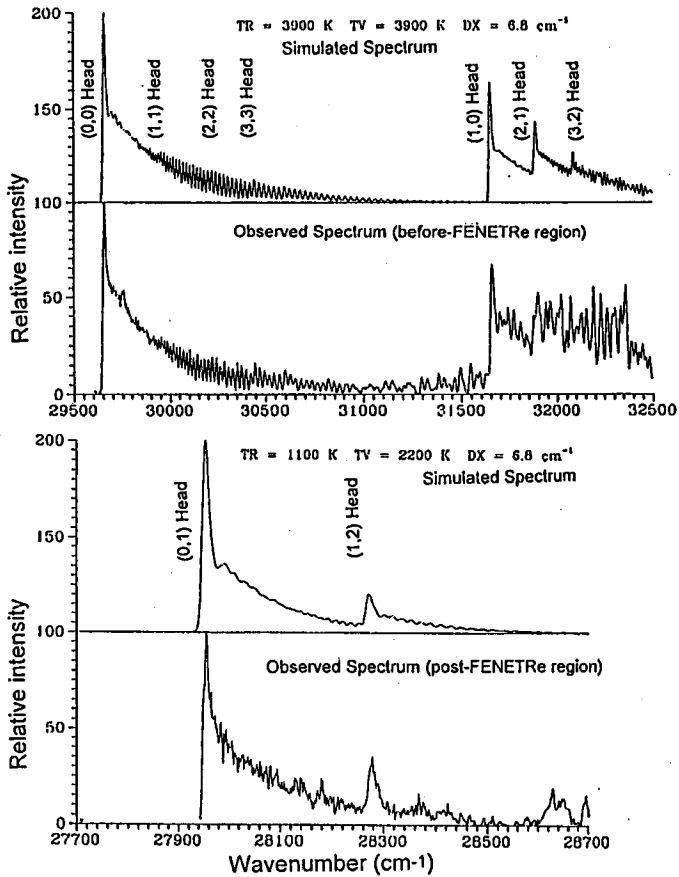 TR = 3900 K TV = 3900 K DX = 6.8 cm⁻¹
Simulated Spectrum
200
150
100
(0,0) Head
(1,1) Head
(2,2) Head
(3,3) Head
(1,0) Head
(2,1) Head
(3,2) Head
Relative intensity
Observed Spectrum (before-FENETRe region)
50
0
29500 30000 30500 31000 31500 32000 32500
TR = 1100 K TV = 2200 K DX = 6.8 cm⁻¹
Simulated Spectrum
200
150
100
(0,1) Head
(1,2) Head
Relative intensity
Observed Spectrum (post-FENETRe region)
50
0
27700 27900 28100 28300 28500 28700
Wavenumber (cm-1)